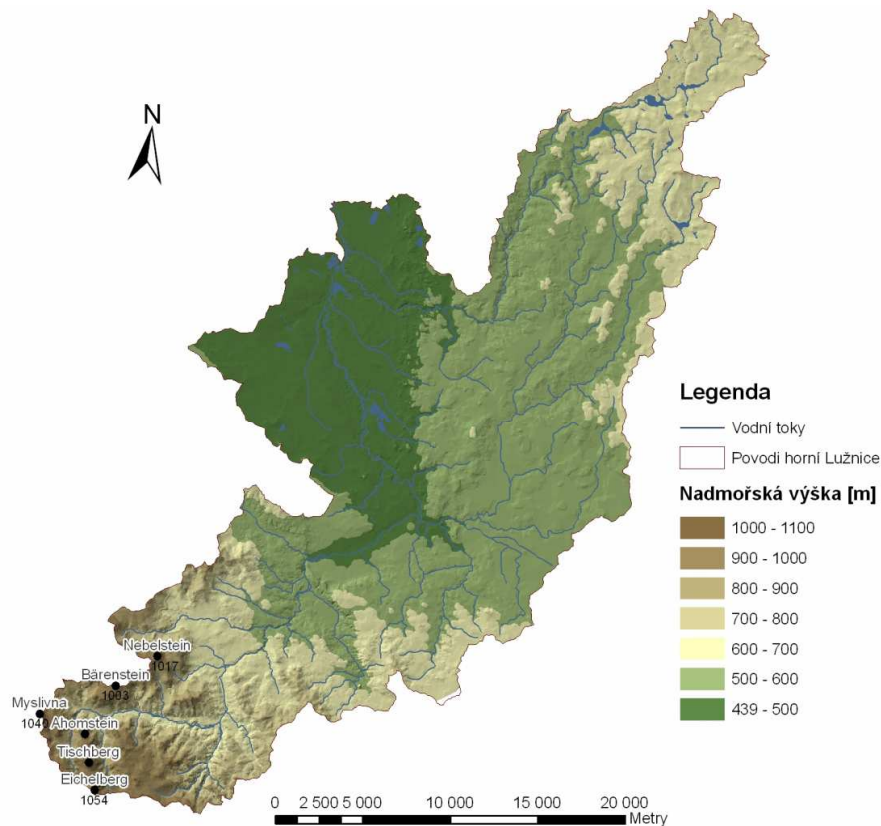 N
Legenda
Vodní toky
Povodi horní Lužnice
Nadmořská výška [m]
1000 - 1100
900 - 1000
800 - 900
700 - 800
600 - 700
500 - 600
439 - 500
Nebelstein
1017
Bärenstein
1003
Myslivna
1040
Ahornstein
Tischberg
Eichelberg
1054
0 2 500 5 000 10 000 15 000 20 000
Metry